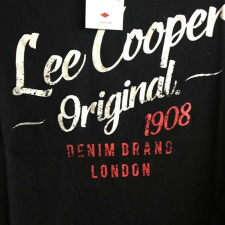 Lee Cooper
Original.
1908
DENIM BRAND
LONDON